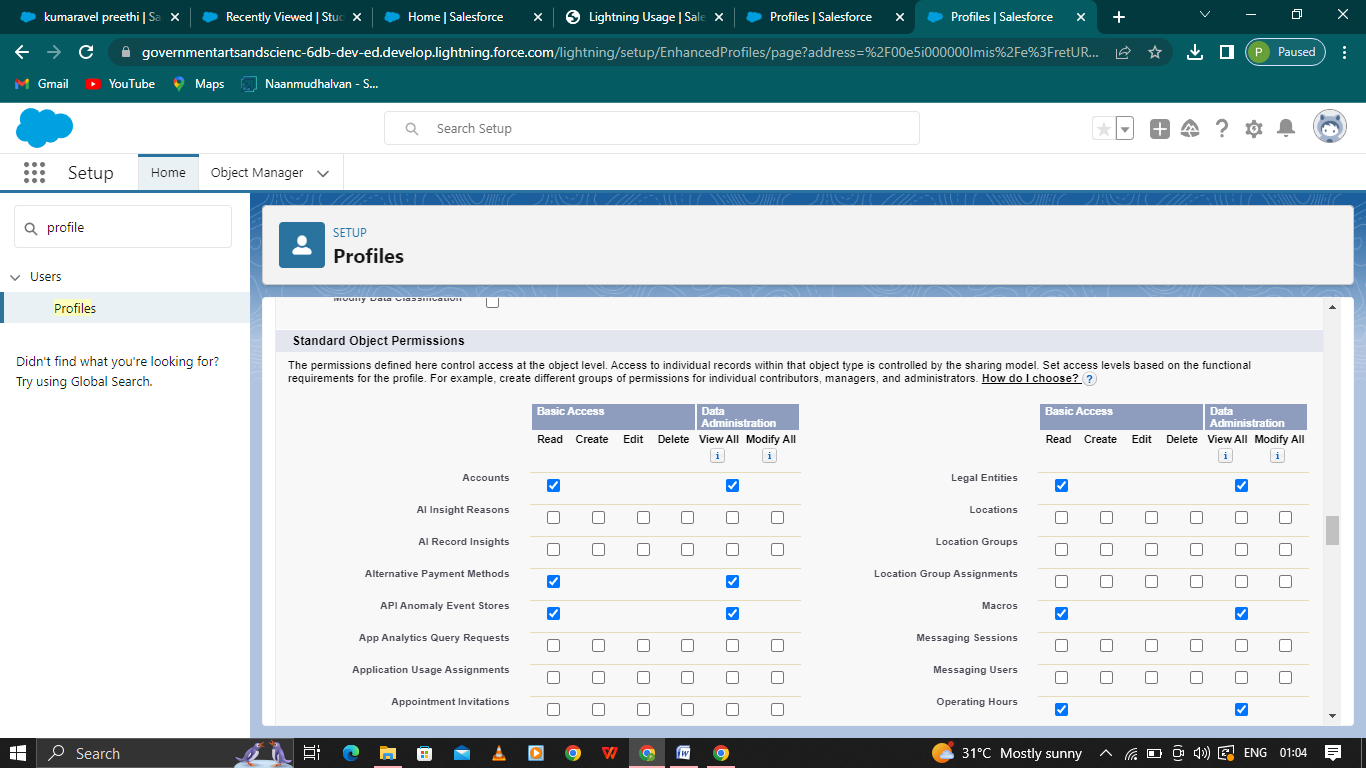 kumaravel preethi | Sa
Recently Viewed | Stud
Home | Salesforce
Lightning Usage | Sale
Profiles | Salesforce
Profiles | Salesforce
governmentartsandscienc-6db-dev-ed.develop.lightning.force.com/lightning/setup/EnhancedProfiles/page?address=%2F00e5i000000lmis%2Fe%3FretUR...
P Paused
Gmail
YouTube
Maps
Naanmudhalvan - S...
Search Setup
Setup
Home
Object Manager
profile
Users
Profiles
Didn't find what you're looking for?
Try using Global Search.
SETUP
Profiles
Modify Data Classification
Standard Object Permissions
The permissions defined here control access at the object level. Access to individual records within that object type is controlled by the sharing model. Set access levels based on the functional
requirements for the profile. For example, create different groups of permissions for individual contributors, managers, and administrators. How do I choose? ?
Basic Access
Data
Administration
Read Create Edit Delete View All Modify All
i i
Accounts
AI Insight Reasons
AI Record Insights
Alternative Payment Methods
API Anomaly Event Stores
App Analytics Query Requests
Application Usage Assignments
Appointment Invitations
Basic Access
Data
Administration
Read Create Edit Delete View All Modify All
i i
Legal Entities
Locations
Location Groups
Location Group Assignments
Macros
Messaging Sessions
Messaging Users
Operating Hours
Search
31°C Mostly sunny
ENG
01:04